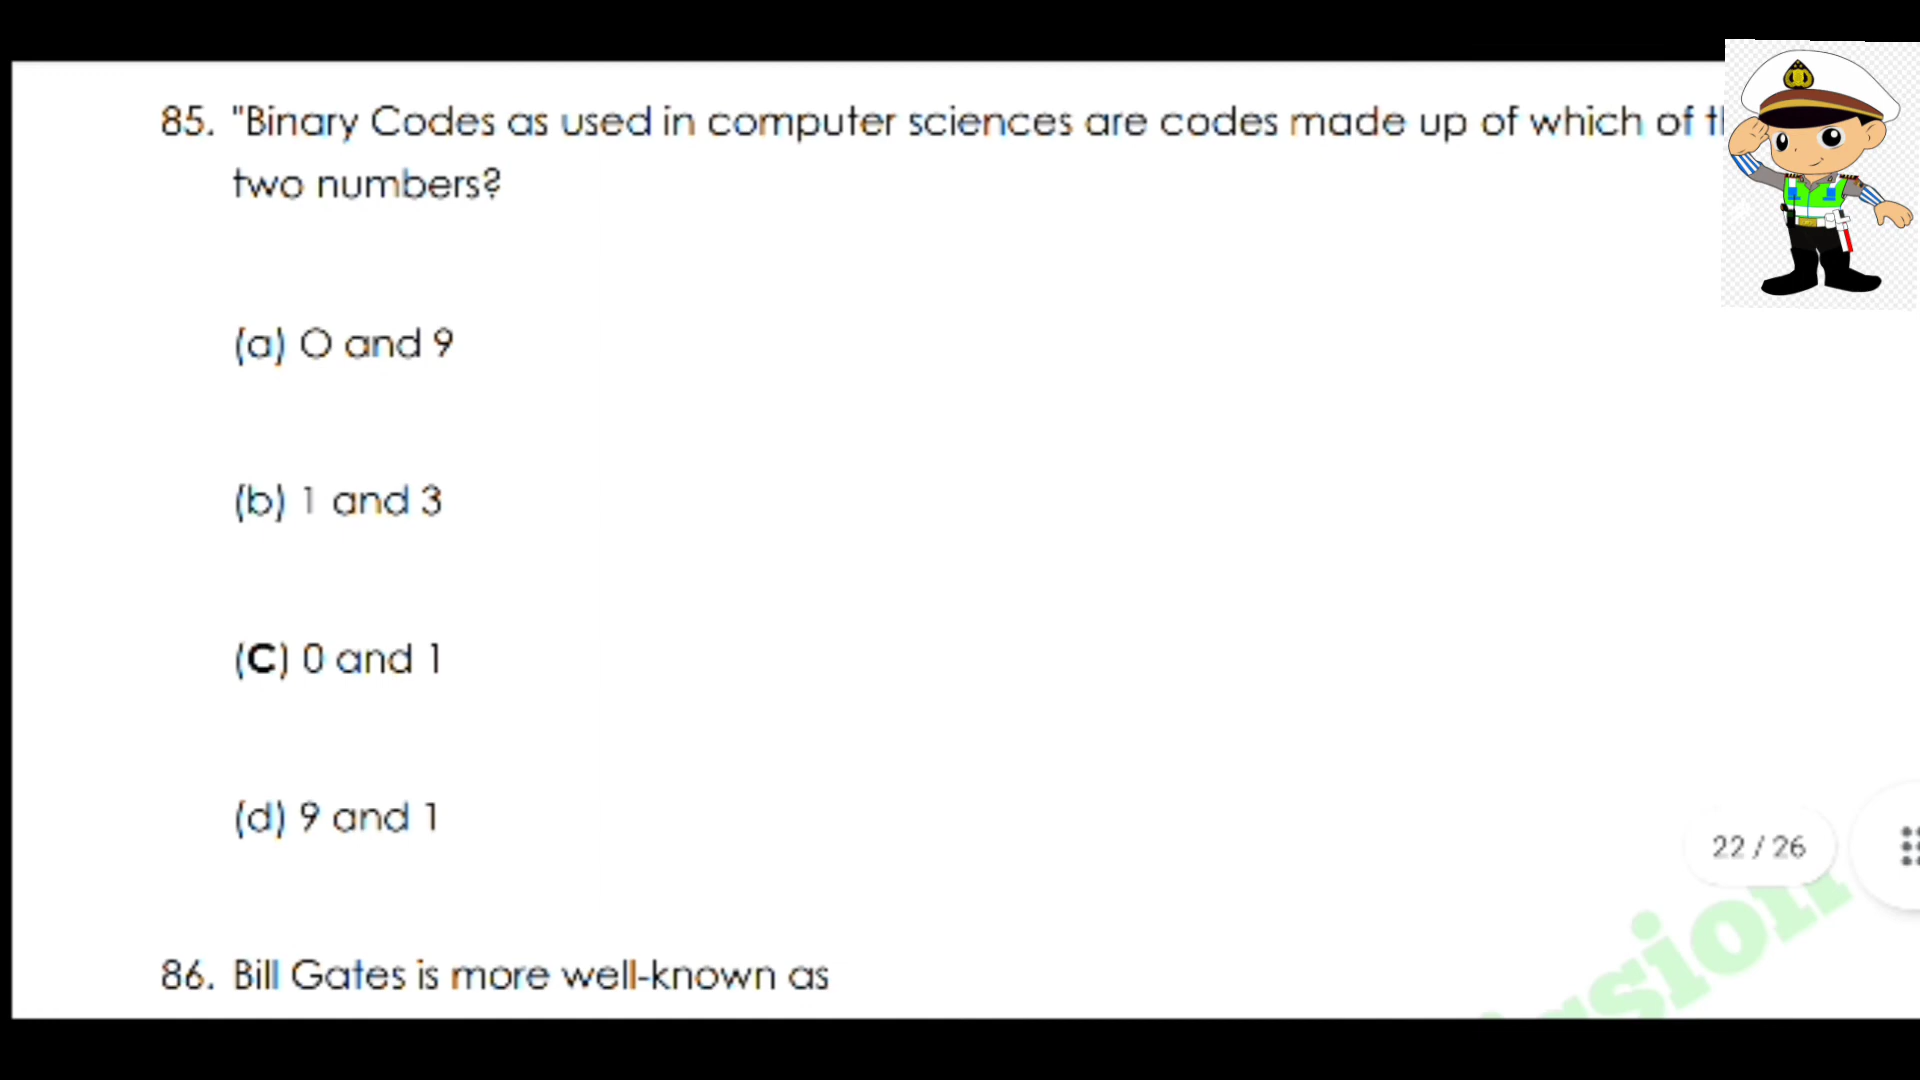 85. "Binary Codes as used in computer sciences are codes made up of which of
two numbers?
(a) O and 9
(b) 1 and 3
(C) 0 and 1
(d) 9 and 1
22 / 26
86. Bill Gates is more well-known as